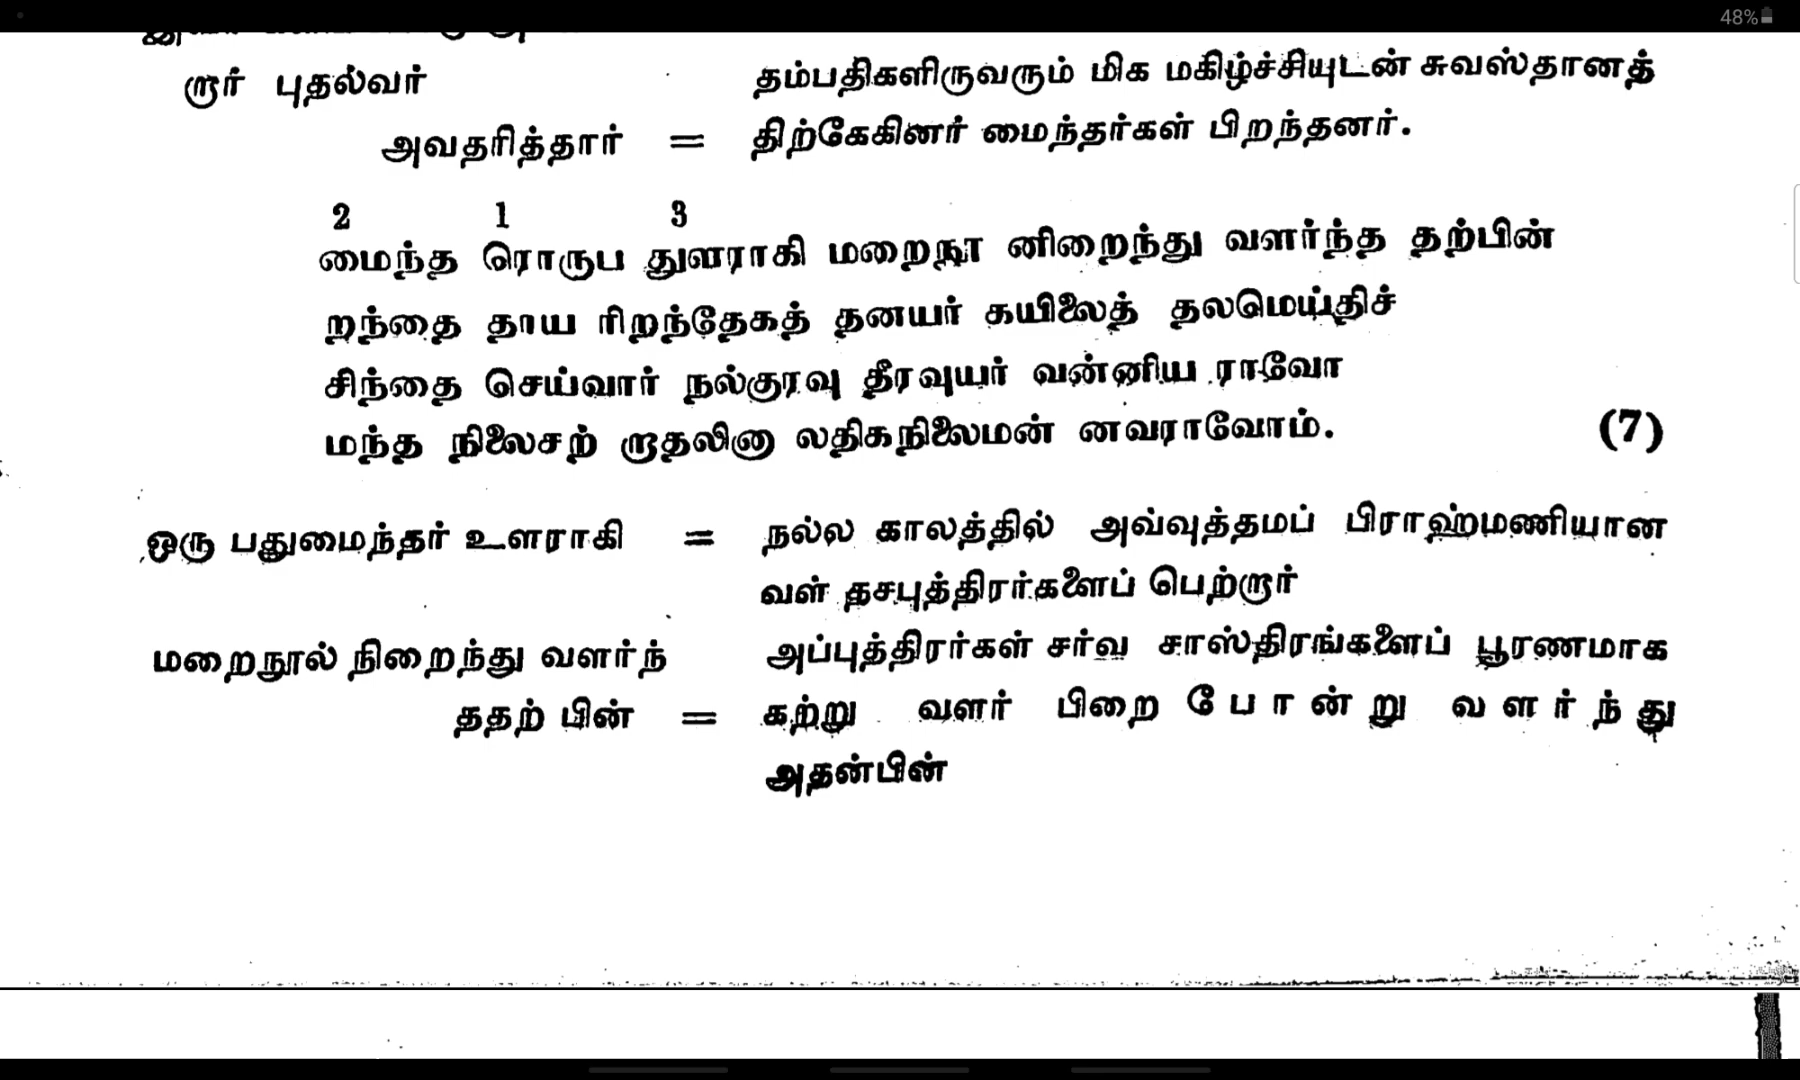 48%
றார் புதல்வர்
தம்பதிகளிருவரும் மிக மகிழ்ச்சியுடன் சுவஸ்தானத்
அவதரித்தார் = திற்கேகினர் மைந்தர்கள் பிறந்தனர்.
2 1 3
மைந்த ரொருப துளராகி மறைநூ னிறைந்து வளர்ந்த தற்பின்
றந்தை தாய ரிறந்தேகத் தனயர் கயிலைத் தலமெய்திச்
சிந்தை செய்வார் நல்குரவு தீரவுயர் வன்னிய ராவோ
மந்த நிலைசற் றாதலினா லதிகநிலைமன் னவராவோம். (7)
ஒரு பதுமைந்தர் உளராகி = நல்ல காலத்தில் அவ்வுத்தமப் பிராஹ்மணியான
வள் தசபுத்திரர்களைப் பெற்றார்
மறைநூல் நிறைந்து வளர்ந் அப்புத்திரர்கள் சர்வ சாஸ்திரங்களைப் பூரணமாக
ததற் பின் = கற்று வளர் பிறை போன்று வளர்ந்து
அதன்பின்